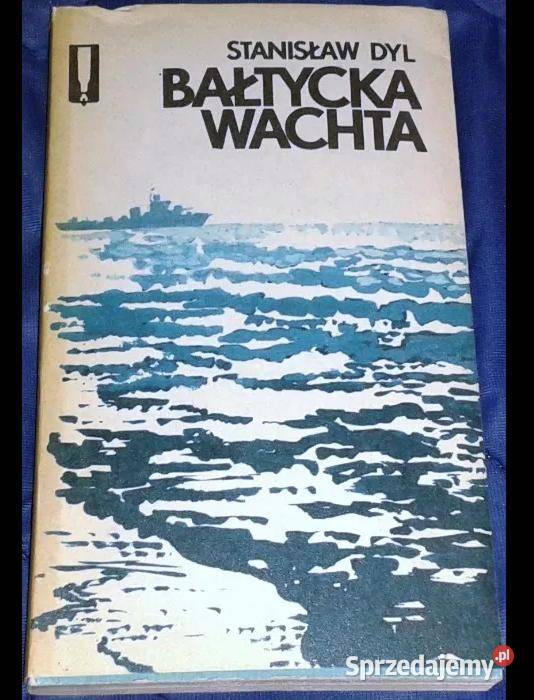 STANISŁAW DYL
BAŁTYCKA
WACHTA
Sprzedajemy.pl